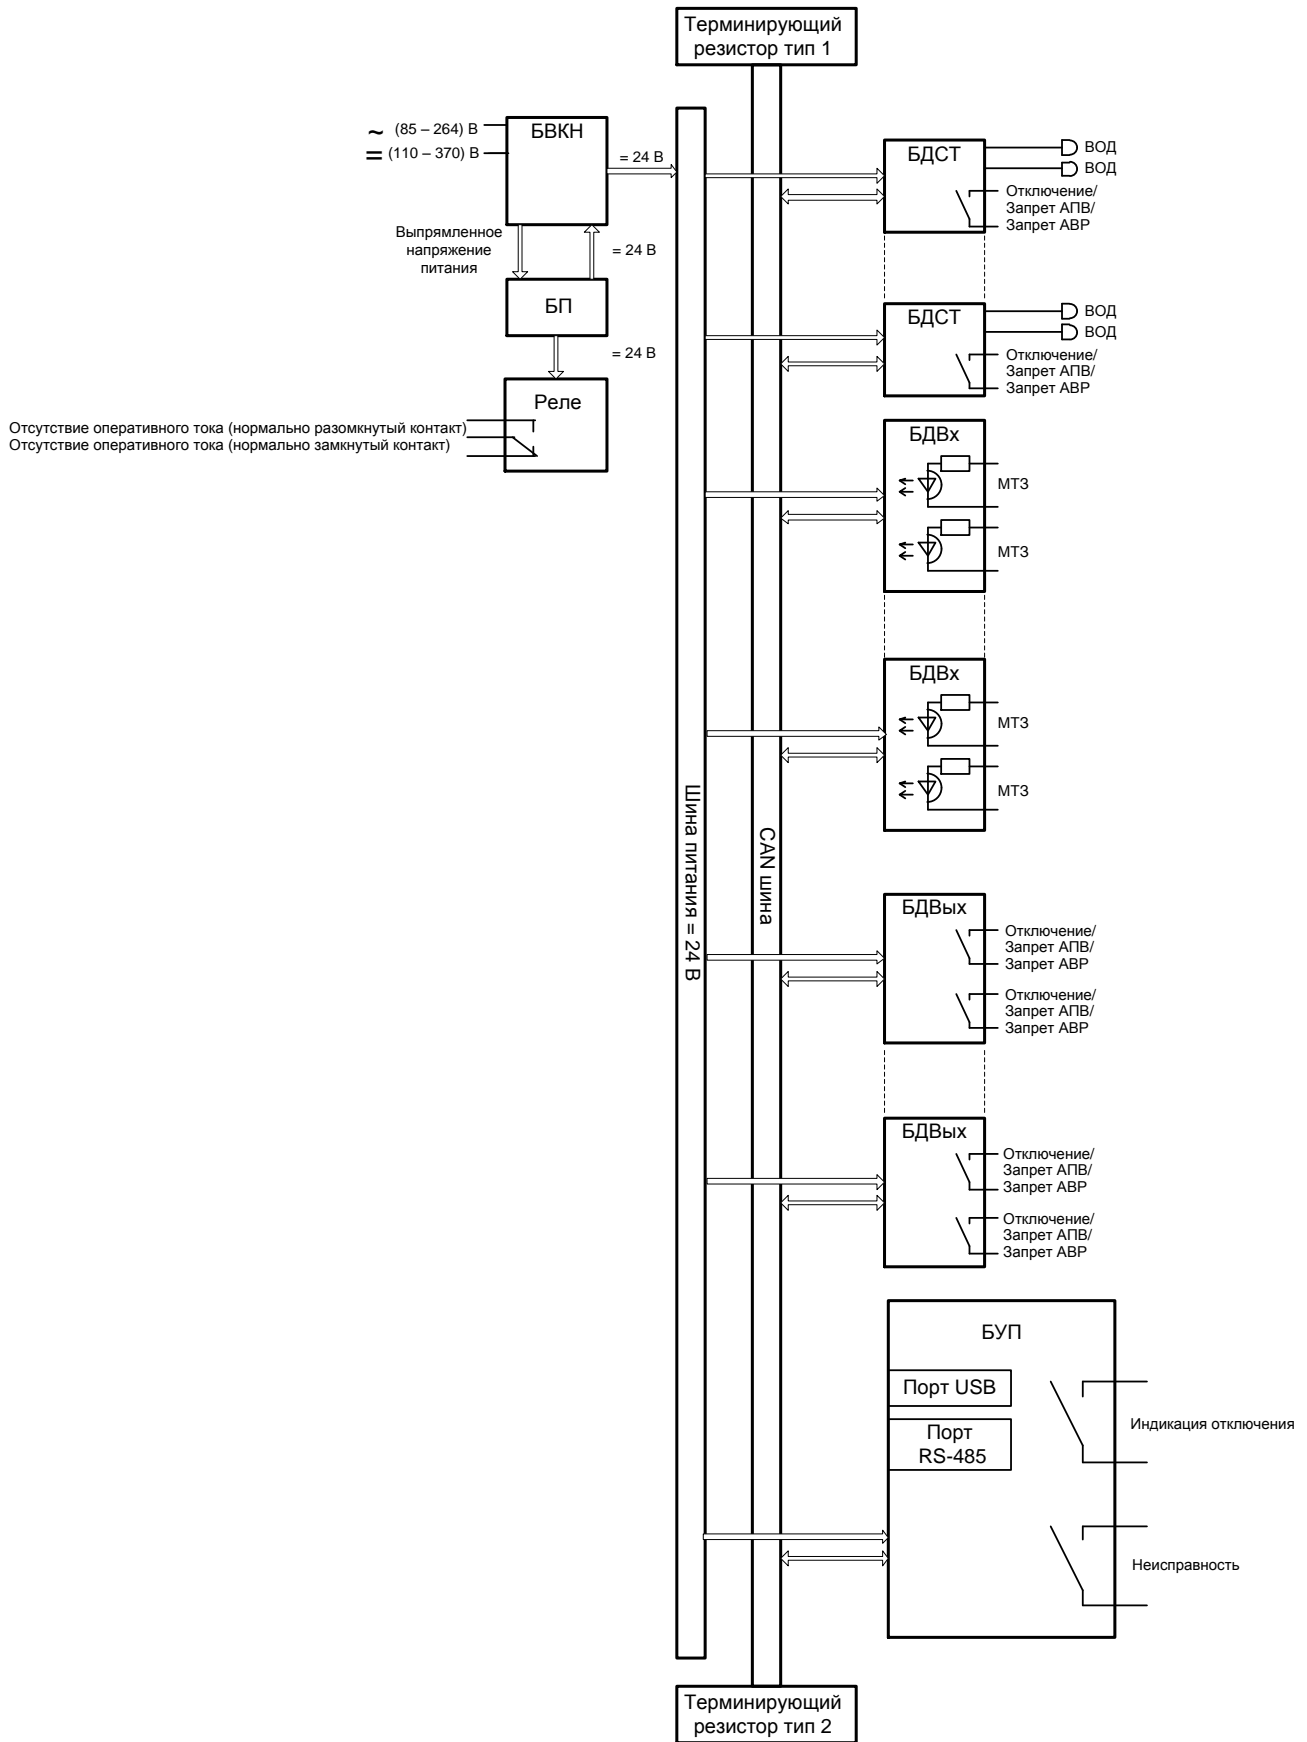 Терминирующий
резистор тип 1
~ (85 – 264) В
= (110 – 370) В
БВКН
= 24 В
Выпрямленное
напряжение
питания
= 24 В
БП
= 24 В
Реле
Отсутствие оперативного тока (нормально разомкнутый контакт)
Отсутствие оперативного тока (нормально замкнутый контакт)
Шина питания = 24 В
CAN шина
БДСТ
ВОД
ВОД
Отключение/
Запрет АПВ/
Запрет АВР
БДСТ
ВОД
ВОД
Отключение/
Запрет АПВ/
Запрет АВР
БДВх
МТЗ
МТЗ
БДВх
МТЗ
МТЗ
БДВых
Отключение/
Запрет АПВ/
Запрет АВР
Отключение/
Запрет АПВ/
Запрет АВР
БДВых
Отключение/
Запрет АПВ/
Запрет АВР
Отключение/
Запрет АПВ/
Запрет АВР
БУП
Порт USB
Порт
RS-485
Индикация отключения
Неисправность
Терминирующий
резистор тип 2